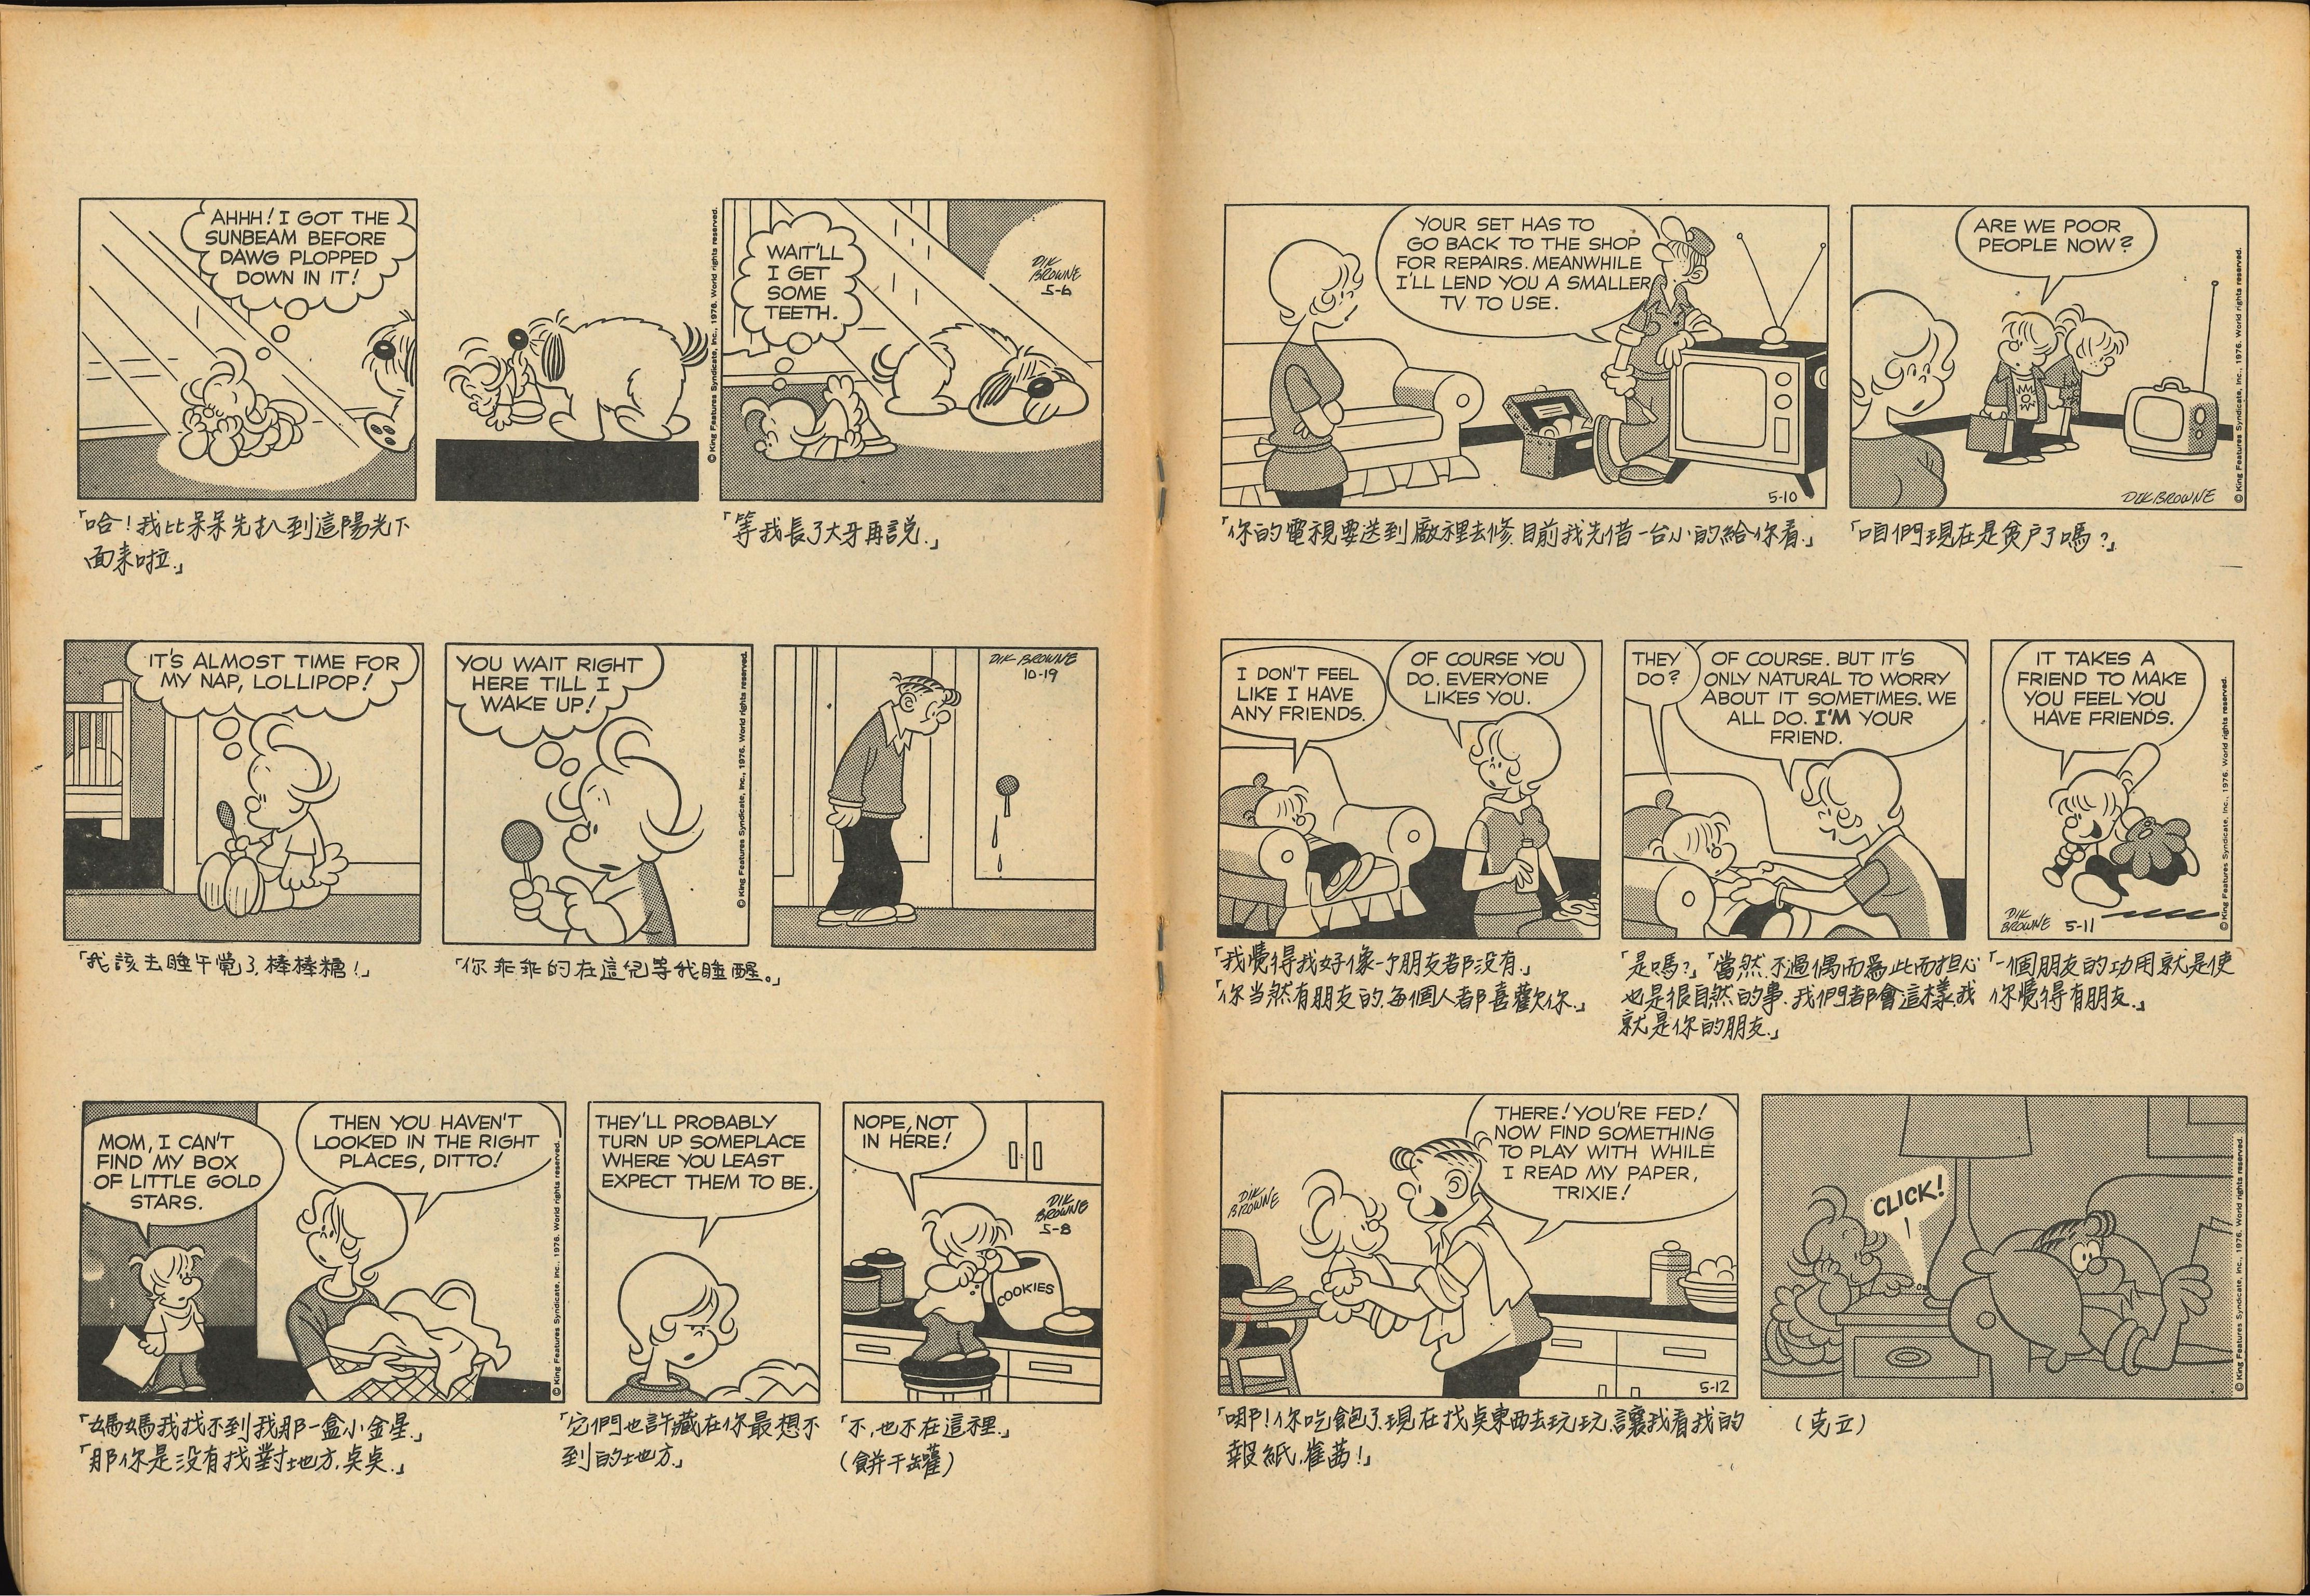 AHHH! I GOT THE
SUNBEAM BEFORE
DAWG PLOPPED
DOWN IN IT!
© King Features Syndicate, Inc., 1976. World rights reserved.
WAIT'LL
I GET
SOME
TEETH.
DIK
BROWNE
5-6
「哈!我比呆呆先扒到這陽光下
面来啦.」
「等我長了大牙再説.」
IT'S ALMOST TIME FOR
MY NAP, LOLLIPOP!
YOU WAIT RIGHT
HERE TILL I
WAKE UP!
© King Features Syndicate, Inc., 1976. World rights reserved.
DIK BROWNE
10-19
「我該去睡午覺了,棒棒糖!」
「你乖乖的在這兒等我睡醒。」
MOM, I CAN'T
FIND MY BOX
OF LITTLE GOLD
STARS.
THEN YOU HAVEN'T
LOOKED IN THE RIGHT
PLACES, DITTO!
© King Features Syndicate, Inc., 1976. World rights reserved.
THEY'LL PROBABLY
TURN UP SOMEPLACE
WHERE YOU LEAST
EXPECT THEM TO BE.
NOPE, NOT
IN HERE!
DIK
BROWNE
5-8
COOKIES
「媽媽我找不到我那一盒小金星.」
「那你是没有找對地方,奌奌.」
「它們也許藏在你最想不
到的地方.」
「不,也不在這裡.」
(餅干罐)
YOUR SET HAS TO
GO BACK TO THE SHOP
FOR REPAIRS. MEANWHILE
I'LL LEND YOU A SMALLER
TV TO USE.
5-10
ARE WE POOR
PEOPLE NOW?
DIK BROWNE
© King Features Syndicate, Inc., 1976. World rights reserved.
「你的電視要送到廠裡去修.目前我先借一台小的給你看.」
「咱們現在是貧户了嗎?」
I DON'T FEEL
LIKE I HAVE
ANY FRIENDS.
OF COURSE YOU
DO. EVERYONE
LIKES YOU.
THEY
DO?
OF COURSE. BUT IT'S
ONLY NATURAL TO WORRY
ABOUT IT SOMETIMES. WE
ALL DO. I'M YOUR
FRIEND.
IT TAKES A
FRIEND TO MAKE
YOU FEEL YOU
HAVE FRIENDS.
DIK
BROWNE 5-11
© King Features Syndicate, Inc., 1976. World rights reserved.
「我覺得我好像一个朋友都没有.」
「你当然有朋友的.每個人都喜歡你.」
「是嗎?」「當然.不過偶而爲此而担心
也是很自然的事.我們都會這樣.我
就是你的朋友.」
「一個朋友的功用就是使
你覺得有朋友.」
THERE! YOU'RE FED!
NOW FIND SOMETHING
TO PLAY WITH WHILE
I READ MY PAPER,
TRIXIE!
DIK
BROWNE
5-12
CLICK!
© King Features Syndicate, Inc., 1976. World rights reserved.
「哪!你吃飽了.現在找奌東西去玩玩.讓我看我的
報紙.崔茜!」
(克立)